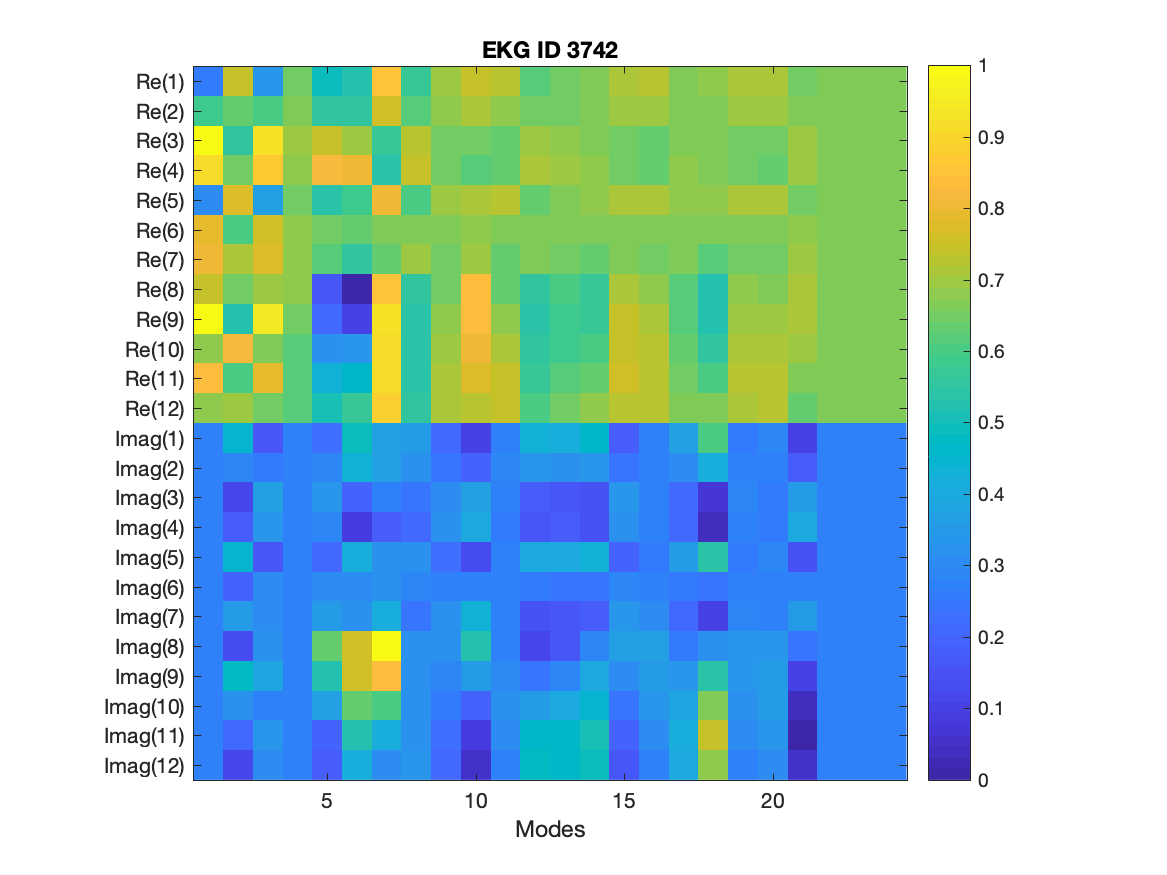 EKG ID 3742
Re(1)
Re(2)
Re(3)
Re(4)
Re(5)
Re(6)
Re(7)
Re(8)
Re(9)
Re(10)
Re(11)
Re(12)
Imag(1)
Imag(2)
Imag(3)
Imag(4)
Imag(5)
Imag(6)
Imag(7)
Imag(8)
Imag(9)
Imag(10)
Imag(11)
Imag(12)
5 10 15 20
Modes
1
0.9
0.8
0.7
0.6
0.5
0.4
0.3
0.2
0.1
0